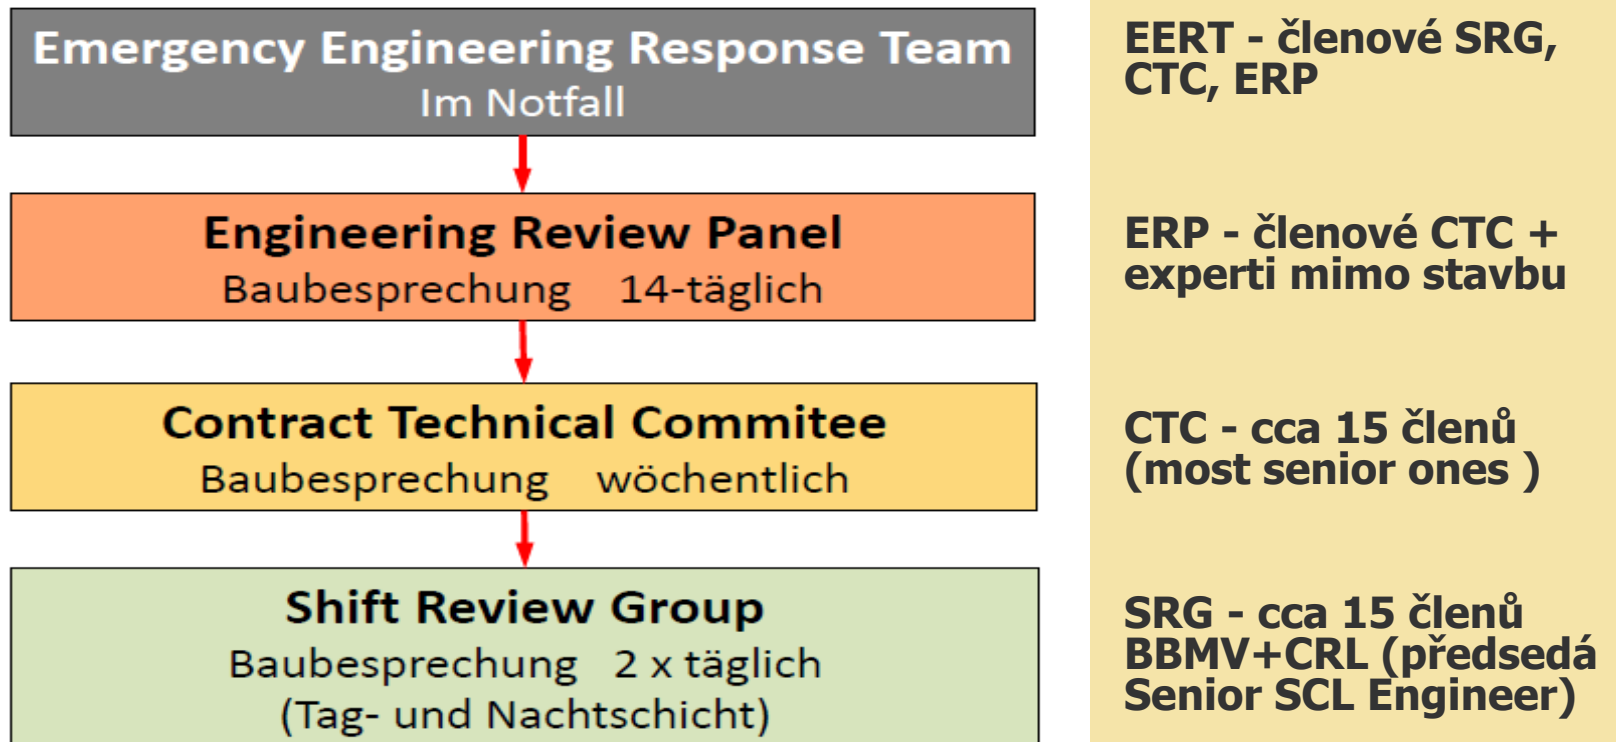 Emergency Engineering Response Team
Im Notfall
EERT - členové SRG,
CTC, ERP
Engineering Review Panel
Baubesprechung 14-täglich
ERP - členové CTC +
experti mimo stavbu
Contract Technical Commitee
Baubesprechung wöchentlich
CTC - cca 15 členů
(most senior ones )
Shift Review Group
Baubesprechung 2 x täglich
(Tag- und Nachtschicht)
SRG - cca 15 členů
BBMV+CRL (předsedá
Senior SCL Engineer)